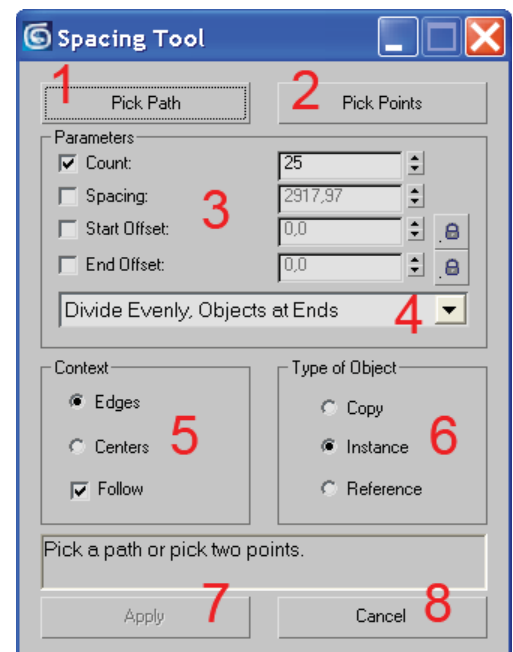 Spacing Tool
1 Pick Path 2 Pick Points
Parameters
Count: 25
Spacing: 2917,97
3
Start Offset: 0,0
End Offset: 0,0
Divide Evenly, Objects at Ends 4
Context Type of Object
Edges Copy
Centers 5 Instance 6
Follow Reference
Pick a path or pick two points.
Apply 7 Cancel 8